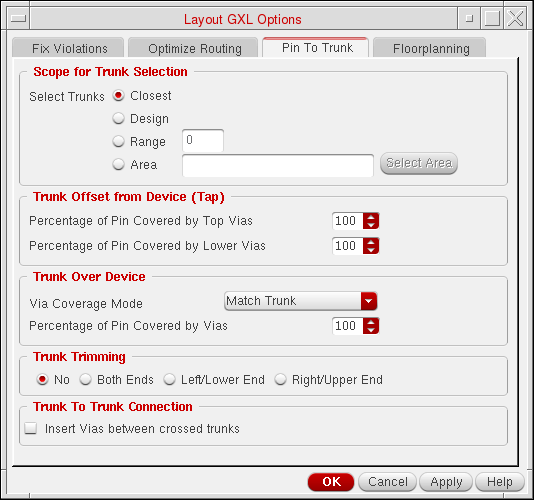 Layout GXL Options
Fix Violations Optimize Routing Pin To Trunk Floorplanning
Scope for Trunk Selection
Select Trunks Closest
Design
Range 0
Area Select Area
Trunk Offset from Device (Tap)
Percentage of Pin Covered by Top Vias 100
Percentage of Pin Covered by Lower Vias 100
Trunk Over Device
Via Coverage Mode Match Trunk
Percentage of Pin Covered by Vias 100
Trunk Trimming
No Both Ends Left/Lower End Right/Upper End
Trunk To Trunk Connection
Insert Vias between crossed trunks
OK Cancel Apply Help